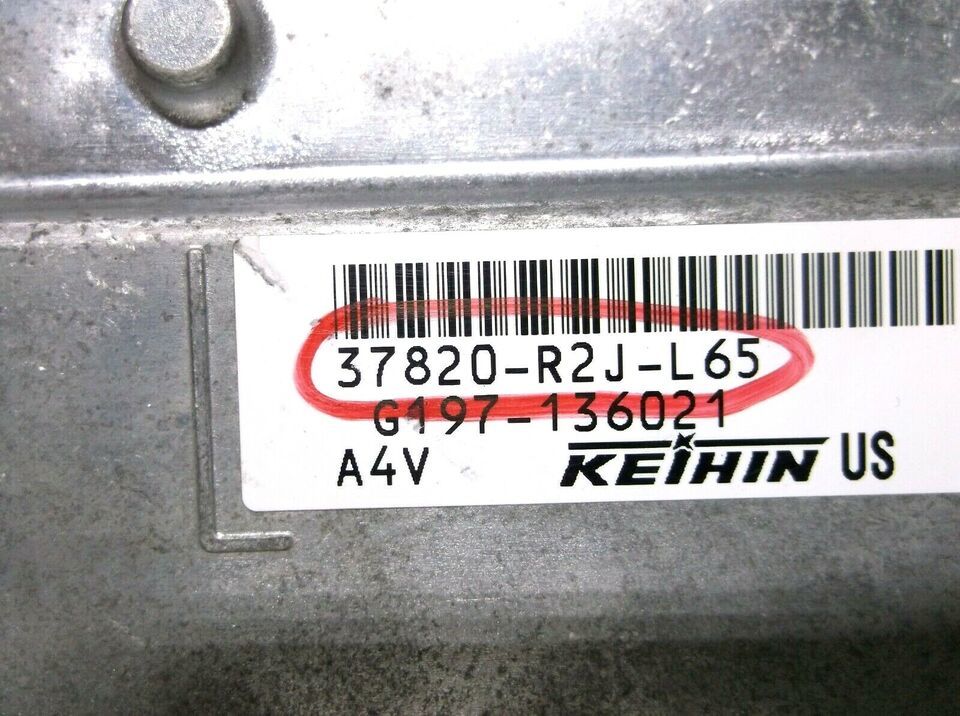 37820-R2J-L65
G197-136021
A4V KEIHIN US